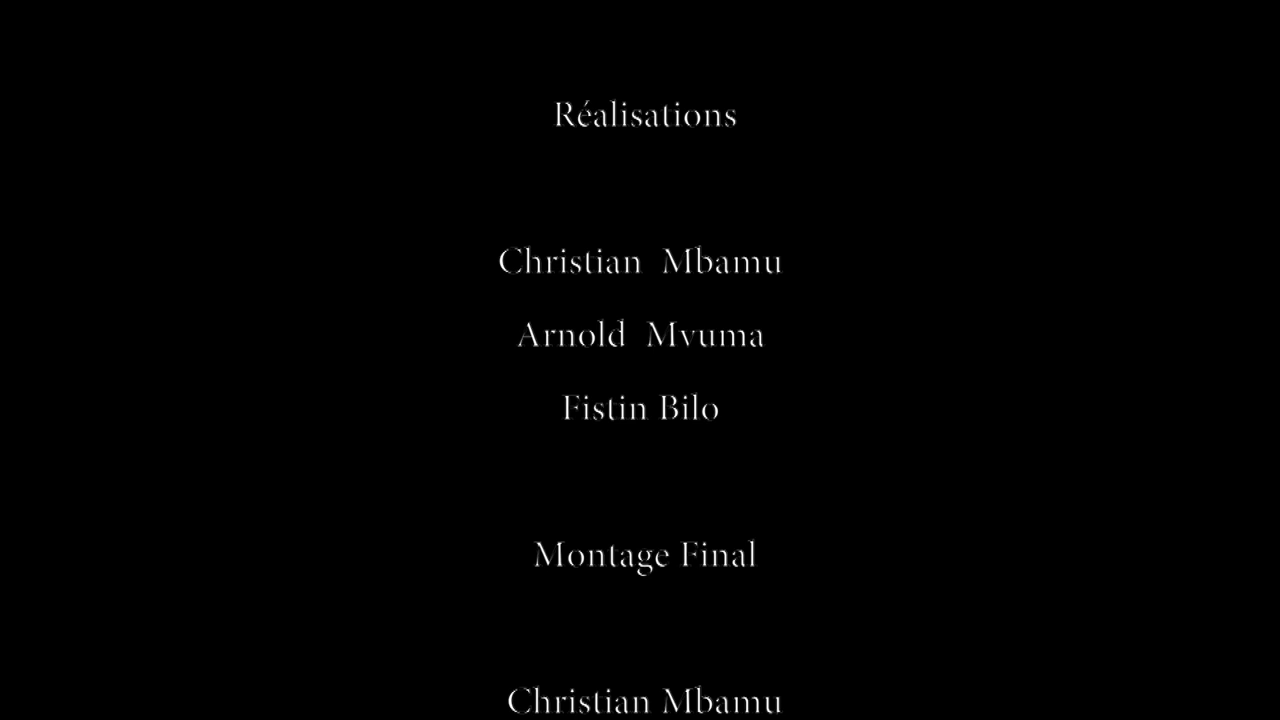 Réalisations
Christian Mbamu
Arnold Mvuma
Fistin Bilo
Montage Final
Christian Mbamu